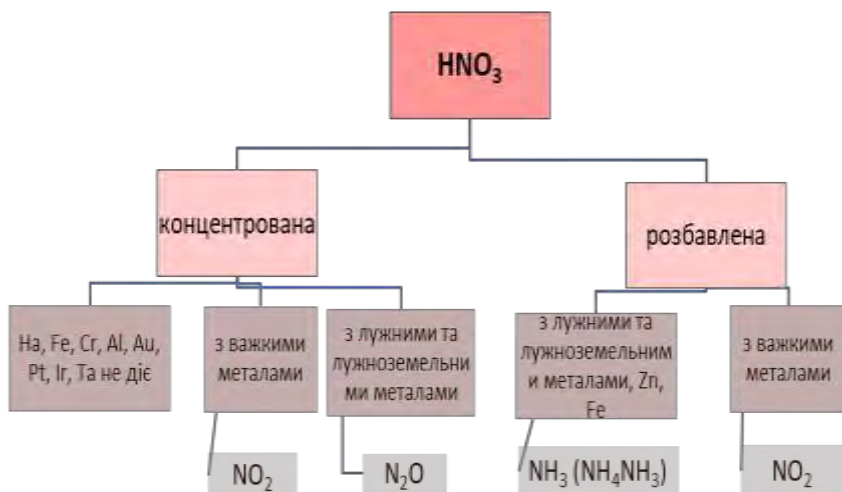 HNO₃
концентрована
розбавлена
На, Fe, Cr, Al, Au,
Pt, Ir, Та не діє
з важкими
металами
з лужними та
лужноземельни
ми металами
з лужними та
лужноземельним
и металами, Zn,
Fe
з важкими
металами
NO₂
N₂O
NH₃ (NH₄NH₃)
NO₂